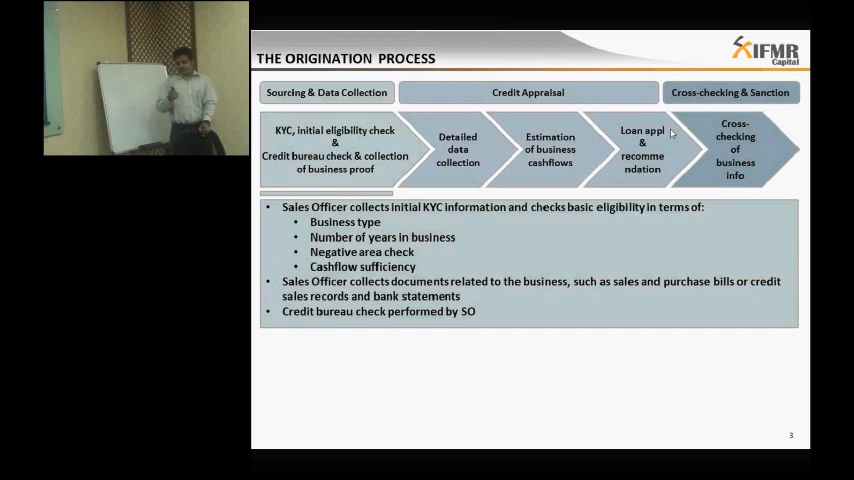 THE ORIGINATION PROCESS
IFMR
Capital
Sourcing & Data Collection
Credit Appraisal
Cross-checking & Sanction
KYC, initial eligibility check
&
Credit bureau check & collection
of business proof
Detailed
data
collection
Estimation
of business
cashflows
Loan appl
&
recomme
ndation
Cross-
checking
of
business
info
• Sales Officer collects initial KYC information and checks basic eligibility in terms of:
• Business type
• Number of years in business
• Negative area check
• Cashflow sufficiency
• Sales Officer collects documents related to the business, such as sales and purchase bills or credit
sales records and bank statements
• Credit bureau check performed by SO
3